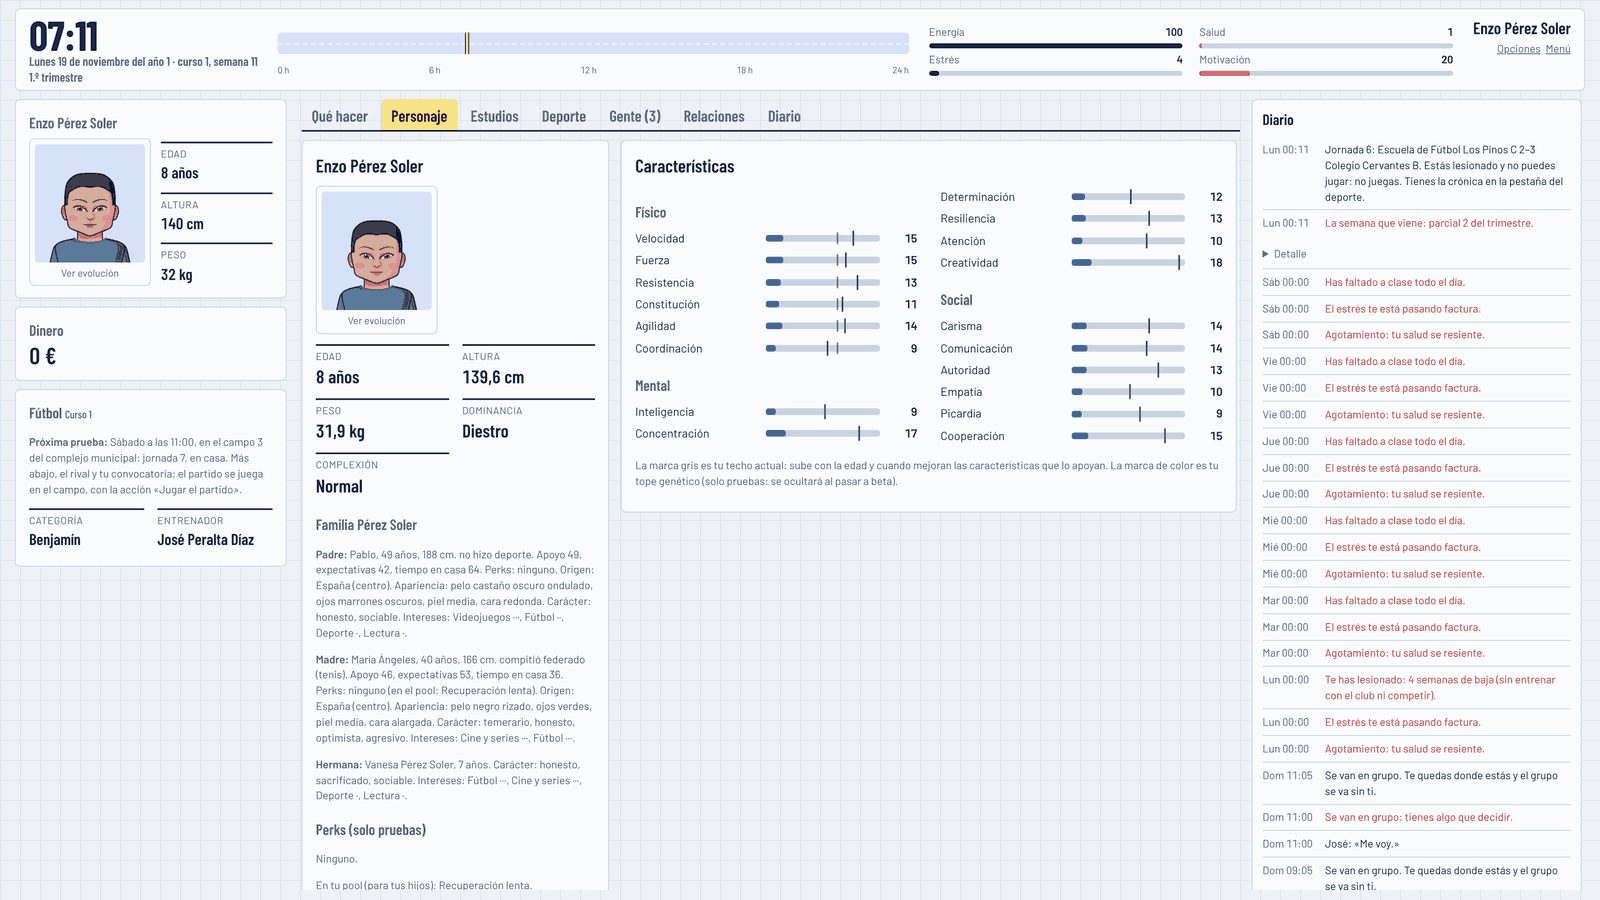 07:11
Lunes 19 de noviembre del año 1 · curso 1, semana 11
1.º trimestre
0 h
6 h
12 h
18 h
24 h
Energía 100
Estrés 4
Salud 1
Motivación 20
Enzo Pérez Soler
Opciones Menú
Enzo Pérez Soler
Ver evolución
EDAD
8 años
ALTURA
140 cm
PESO
32 kg
Dinero
0 €
Fútbol Curso 1
Próxima prueba: Sábado a las 11:00, en el campo 3
del complejo municipal: jornada 7, en casa. Más
abajo, el rival y tu convocatoria; el partido se juega
en el campo, con la acción «Jugar el partido».
CATEGORÍA
Benjamín
ENTRENADOR
José Peralta Díaz
Qué hacer
Personaje
Estudios
Deporte
Gente (3)
Relaciones
Diario
Enzo Pérez Soler
Ver evolución
EDAD
8 años
ALTURA
139,6 cm
PESO
31,9 kg
DOMINANCIA
Diestro
COMPLEXIÓN
Normal
Familia Pérez Soler
Padre: Pablo, 49 años, 188 cm. no hizo deporte. Apoyo 49,
expectativas 42, tiempo en casa 64. Perks: ninguno. Origen:
España (centro). Apariencia: pelo castaño oscuro ondulado,
ojos marrones oscuros, piel media, cara redonda. Carácter:
honesto, sociable. Intereses: Videojuegos ···, Fútbol ··,
Deporte ·, Lectura ·.
Madre: María Ángeles, 40 años, 166 cm. compitió federado
(tenis). Apoyo 46, expectativas 53, tiempo en casa 36.
Perks: ninguno (en el pool: Recuperación lenta). Origen:
España (centro). Apariencia: pelo negro rizado, ojos verdes,
piel media, cara alargada. Carácter: temerario, honesto,
optimista, agresivo. Intereses: Cine y series ···, Fútbol ···.
Hermana: Vanesa Pérez Soler, 7 años. Carácter: honesto,
sacrificado, sociable. Intereses: Fútbol ···, Cine y series ···,
Deporte ·, Lectura ·.
Perks (solo pruebas)
Ninguno.
En tu pool (para tus hijos): Recuperación lenta.
Características
Físico
Velocidad 15
Fuerza 15
Resistencia 13
Constitución 11
Agilidad 14
Coordinación 9
Mental
Inteligencia 9
Concentración 17
Determinación 12
Resiliencia 13
Atención 10
Creatividad 18
Social
Carisma 14
Comunicación 14
Autoridad 13
Empatía 10
Picardía 9
Cooperación 15
La marca gris es tu techo actual: sube con la edad y cuando mejoran las características que lo apoyan. La marca de color es tu
tope genético (solo pruebas: se ocultará al pasar a beta).
Diario
Lun 00:11 Jornada 6: Escuela de Fútbol Los Pinos C 2–3
Colegio Cervantes B. Estás lesionado y no puedes
jugar: no juegas. Tienes la crónica en la pestaña del
deporte.
Lun 00:11 La semana que viene: parcial 2 del trimestre.
Detalle
Sáb 00:00 Has faltado a clase todo el día.
Sáb 00:00 El estrés te está pasando factura.
Sáb 00:00 Agotamiento: tu salud se resiente.
Vie 00:00 Has faltado a clase todo el día.
Vie 00:00 El estrés te está pasando factura.
Vie 00:00 Agotamiento: tu salud se resiente.
Jue 00:00 Has faltado a clase todo el día.
Jue 00:00 El estrés te está pasando factura.
Jue 00:00 Agotamiento: tu salud se resiente.
Mié 00:00 Has faltado a clase todo el día.
Mié 00:00 El estrés te está pasando factura.
Mié 00:00 Agotamiento: tu salud se resiente.
Mar 00:00 Has faltado a clase todo el día.
Mar 00:00 El estrés te está pasando factura.
Mar 00:00 Agotamiento: tu salud se resiente.
Lun 00:00 Te has lesionado: 4 semanas de baja (sin entrenar
con el club ni competir).
Lun 00:00 El estrés te está pasando factura.
Lun 00:00 Agotamiento: tu salud se resiente.
Dom 11:05 Se van en grupo. Te quedas donde estás y el grupo
se va sin ti.
Dom 11:00 Se van en grupo: tienes algo que decidir.
Dom 11:00 José: «Me voy.»
Dom 09:05 Se van en grupo. Te quedas donde estás y el grupo
se va sin ti.